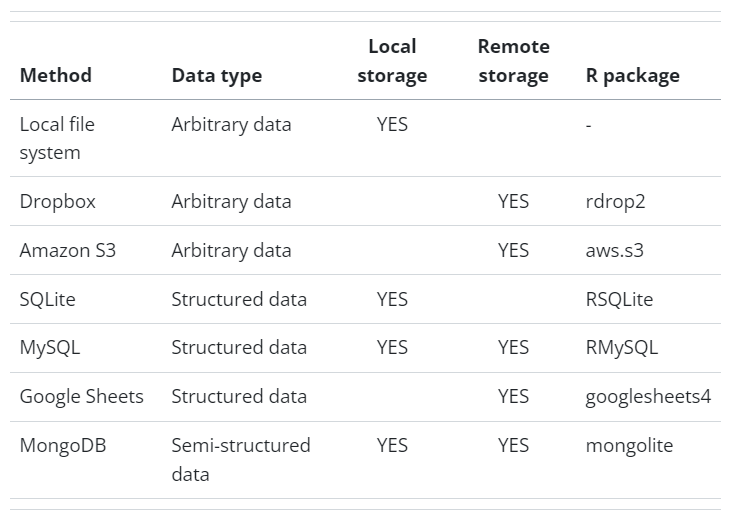 Method Data type Local storage Remote storage R package
Local file system Arbitrary data YES -
Dropbox Arbitrary data YES rdrop2
Amazon S3 Arbitrary data YES aws.s3
SQLite Structured data YES RSQLite
MySQL Structured data YES YES RMySQL
Google Sheets Structured data YES googlesheets4
MongoDB Semi-structured data YES YES mongolite